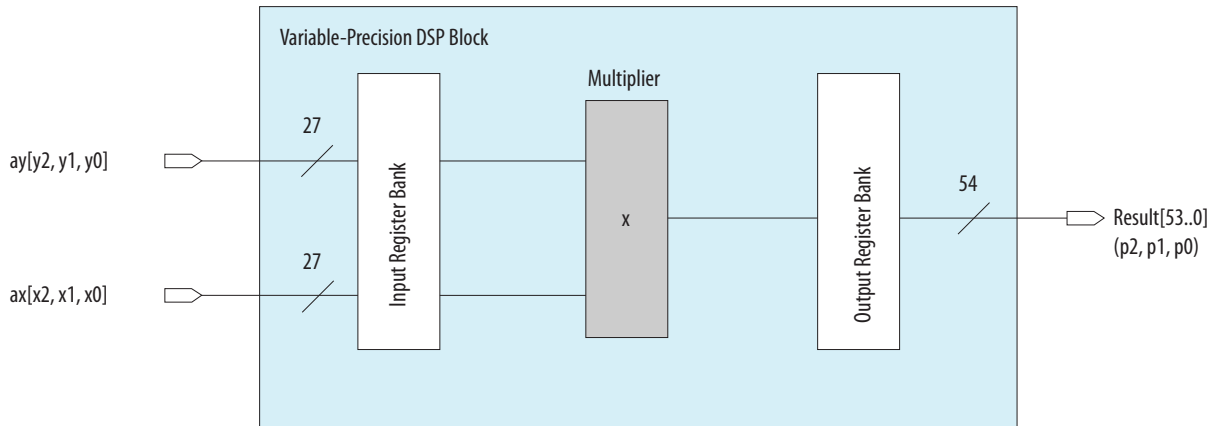 Variable-Precision DSP Block
Multiplier
27
ay[y2, y1, y0]
Input Register Bank
x
Output Register Bank
54
Result[53..0]
(p2, p1, p0)
27
ax[x2, x1, x0]